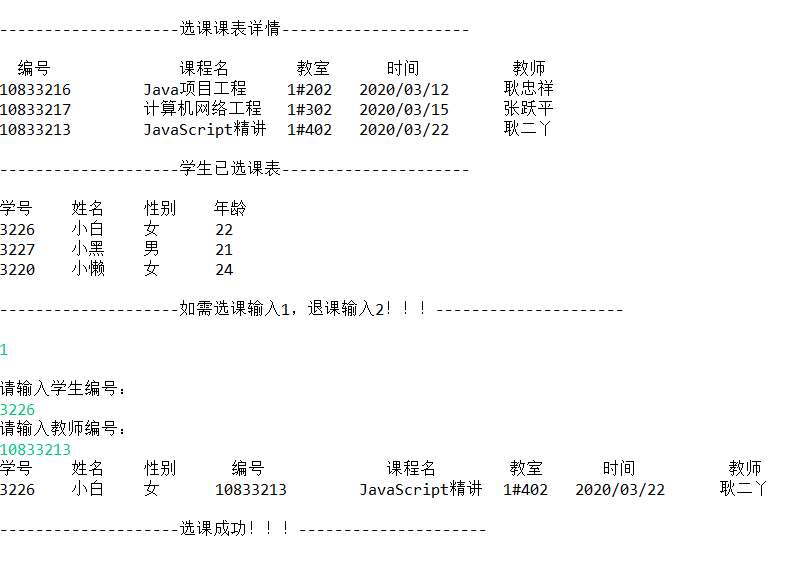 --------------------选课课表详情---------------------
编号 课程名 教室 时间 教师
10833216 Java项目工程 1#202 2020/03/12 耿忠祥
10833217 计算机网络工程 1#302 2020/03/15 张跃平
10833213 JavaScript精讲 1#402 2020/03/22 耿二丫
--------------------学生已选课表---------------------
学号 姓名 性别 年龄
3226 小白 女 22
3227 小黑 男 21
3220 小懒 女 24
--------------------如需选课输入1，退课输入2！！！---------------------
1
请输入学生编号：
3226
请输入教师编号：
10833213
学号 姓名 性别 编号 课程名 教室 时间 教师
3226 小白 女 10833213 JavaScript精讲 1#402 2020/03/22 耿二丫
--------------------选课成功！！！---------------------